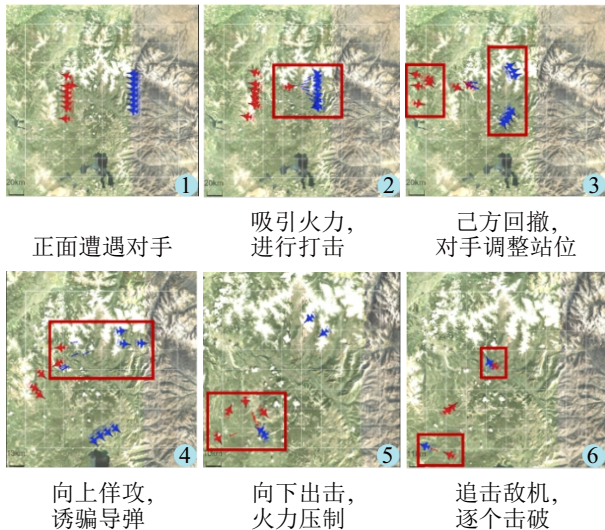 20km
1
2
20km
3
正面遭遇对手
吸引火力，
进行打击
己方回撤，
对手调整站位
4
5
6
向上佯攻，
诱骗导弹
向下出击，
火力压制
追击敌机，
逐个击破